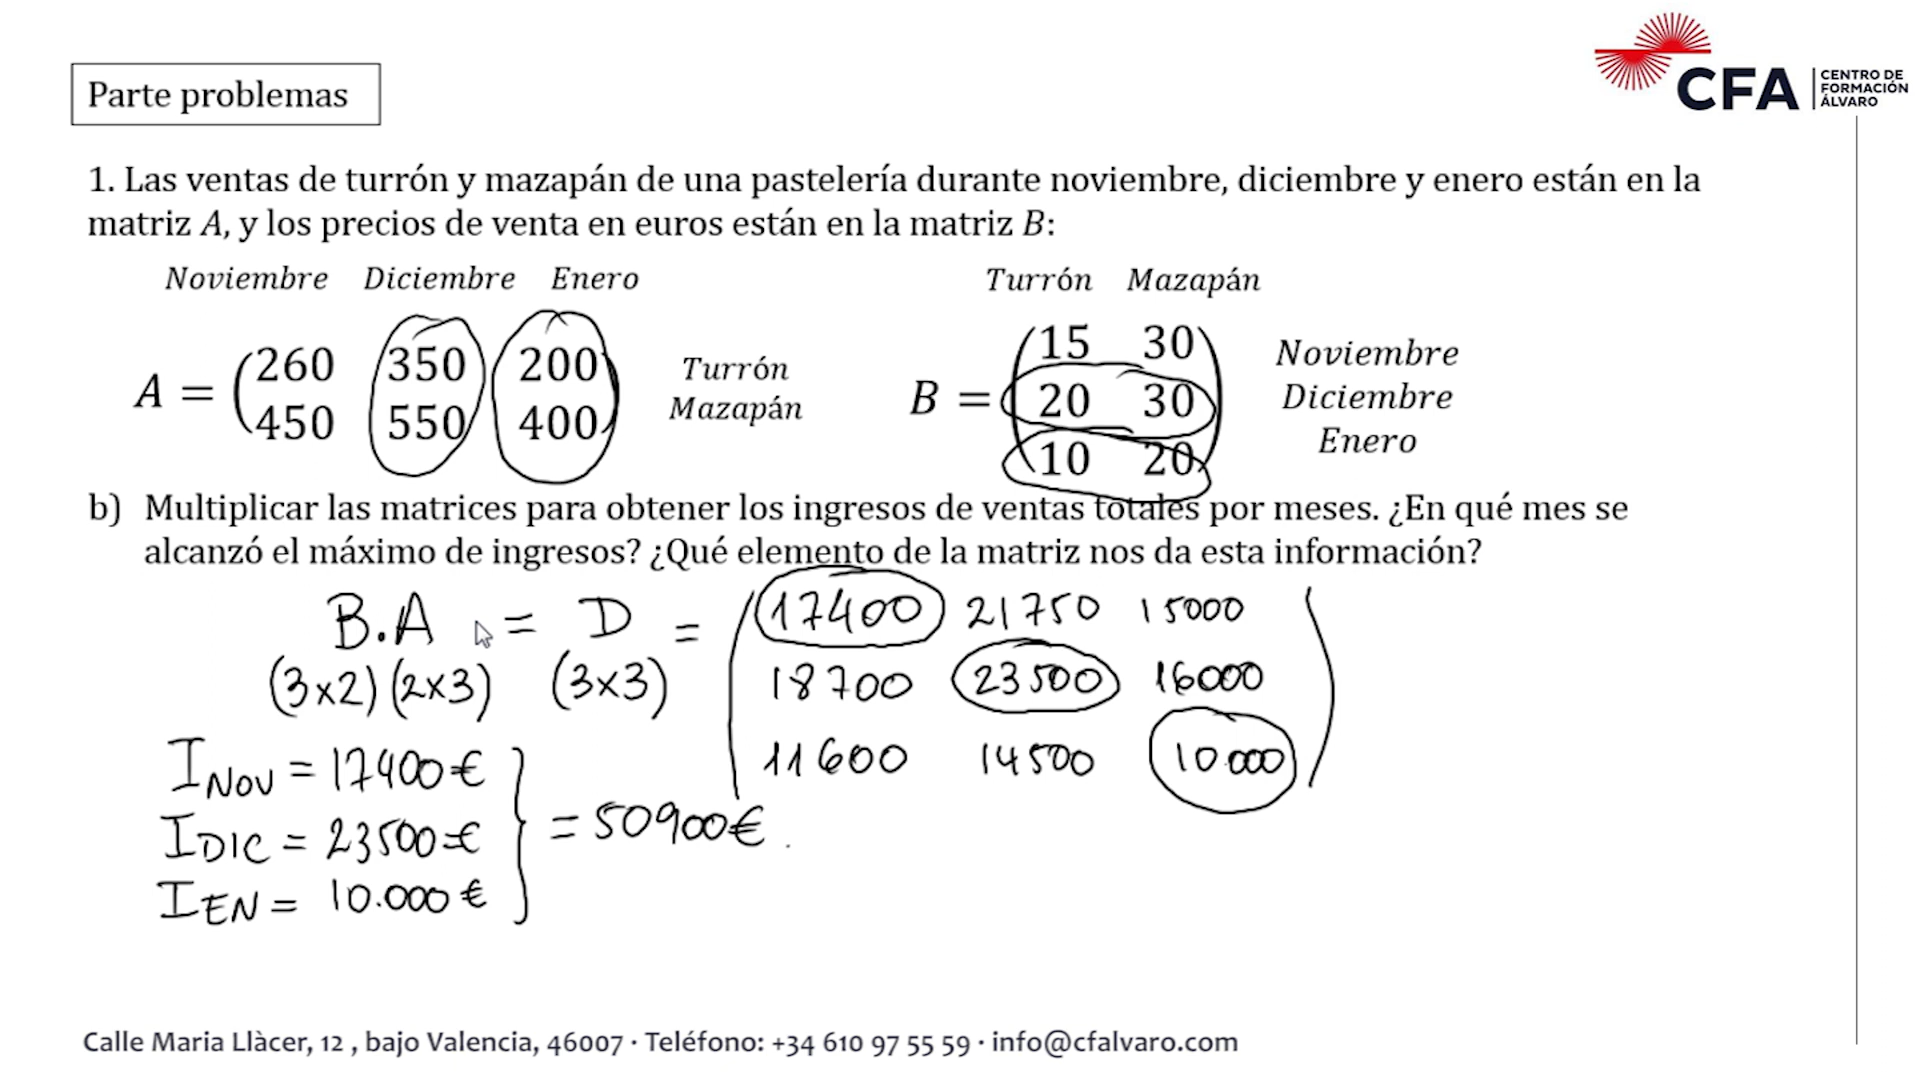 CFA CENTRO DE FORMACIÓN ÁLVARO
Parte problemas
1. Las ventas de turrón y mazapán de una pastelería durante noviembre, diciembre y enero están en la
matriz A, y los precios de venta en euros están en la matriz B:
Noviembre Diciembre Enero
Turrón Mazapán
A = (260 350 200
450 550 400)
Turrón
Mazapán
B = (15 30
20 30
10 20)
Noviembre
Diciembre
Enero
b) Multiplicar las matrices para obtener los ingresos de ventas totales por meses. ¿En qué mes se
alcanzó el máximo de ingresos? ¿Qué elemento de la matriz nos da esta información?
B.A = D = (17400 21750 15000
(3x2)(2x3) (3x3) 18700 23500 16000
11600 14500 10.000)
I NOV = 17400€
I DIC = 23500€
I EN = 10.000€
} = 50900€.
Calle Maria Llàcer, 12 , bajo Valencia, 46007 · Teléfono: +34 610 97 55 59 · info@cfalvaro.com